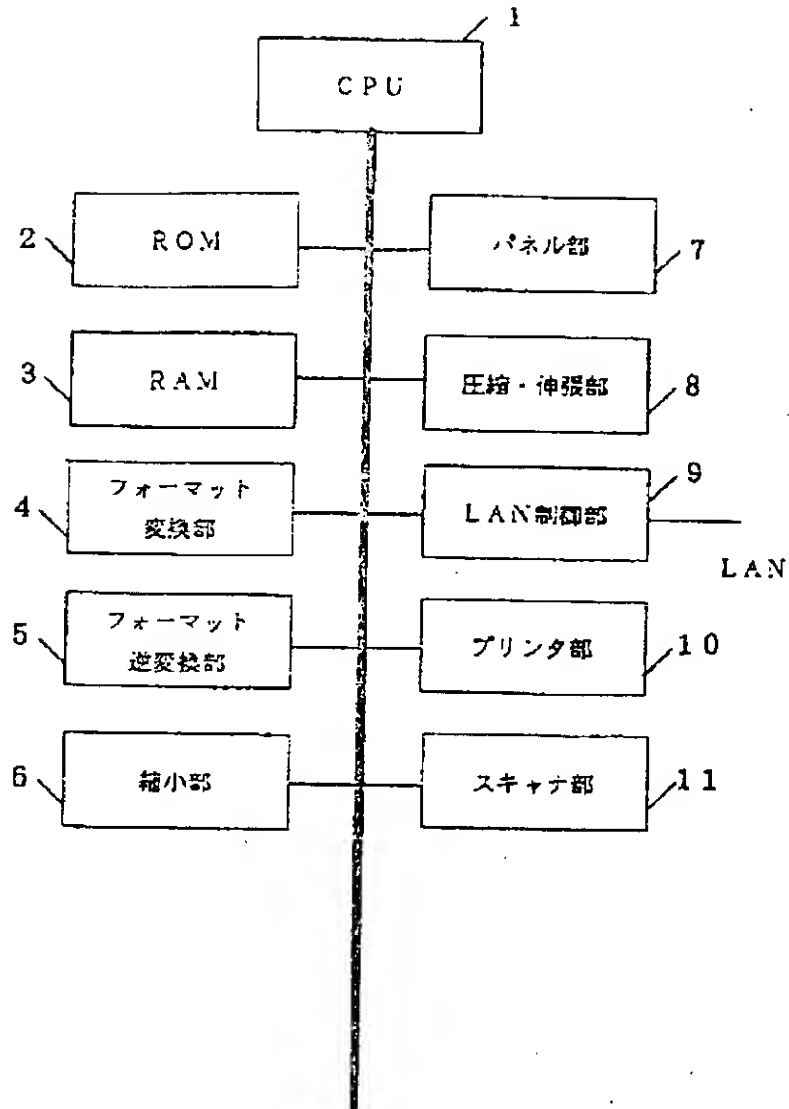 1
CPU
2
ROM
パネル部
7
3
RAM
圧縮・伸張部
8
4
フォーマット
変換部
LAN制御部
9
LAN
5
フォーマット
逆変換部
プリンタ部
10
6
縮小部
スキャナ部
11